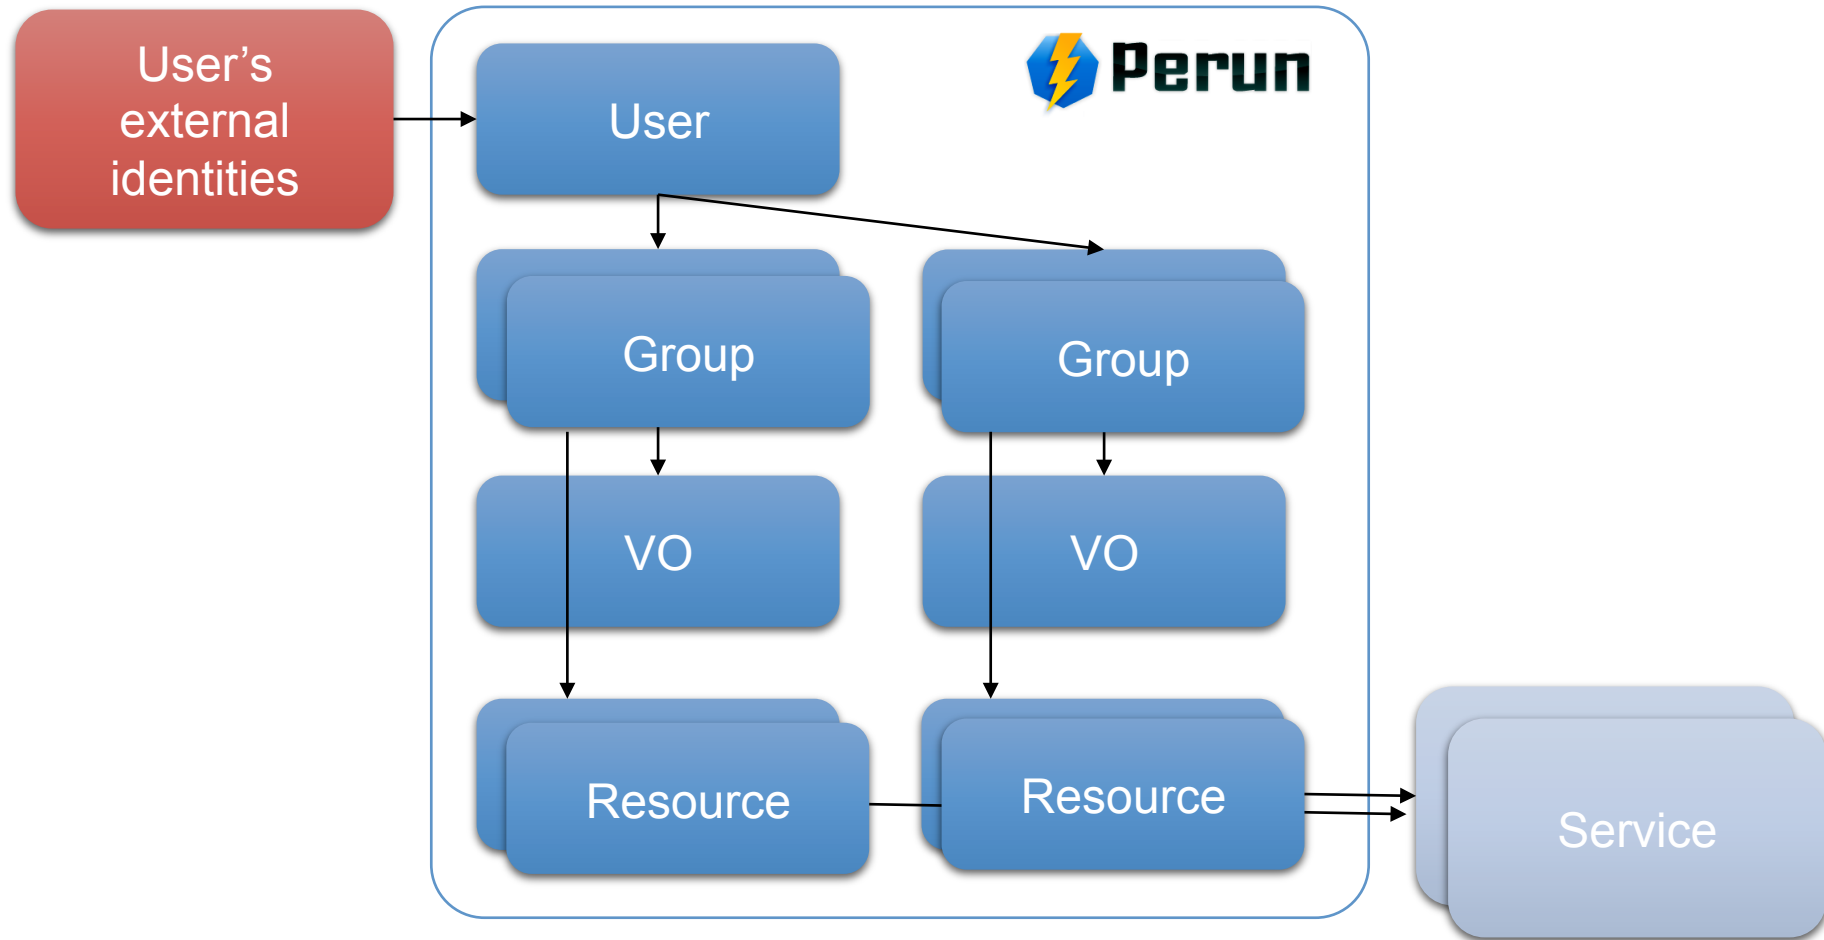 User’s
external
identities
User
Perun
Group
Group
VO
VO
Resource
Resource
Service